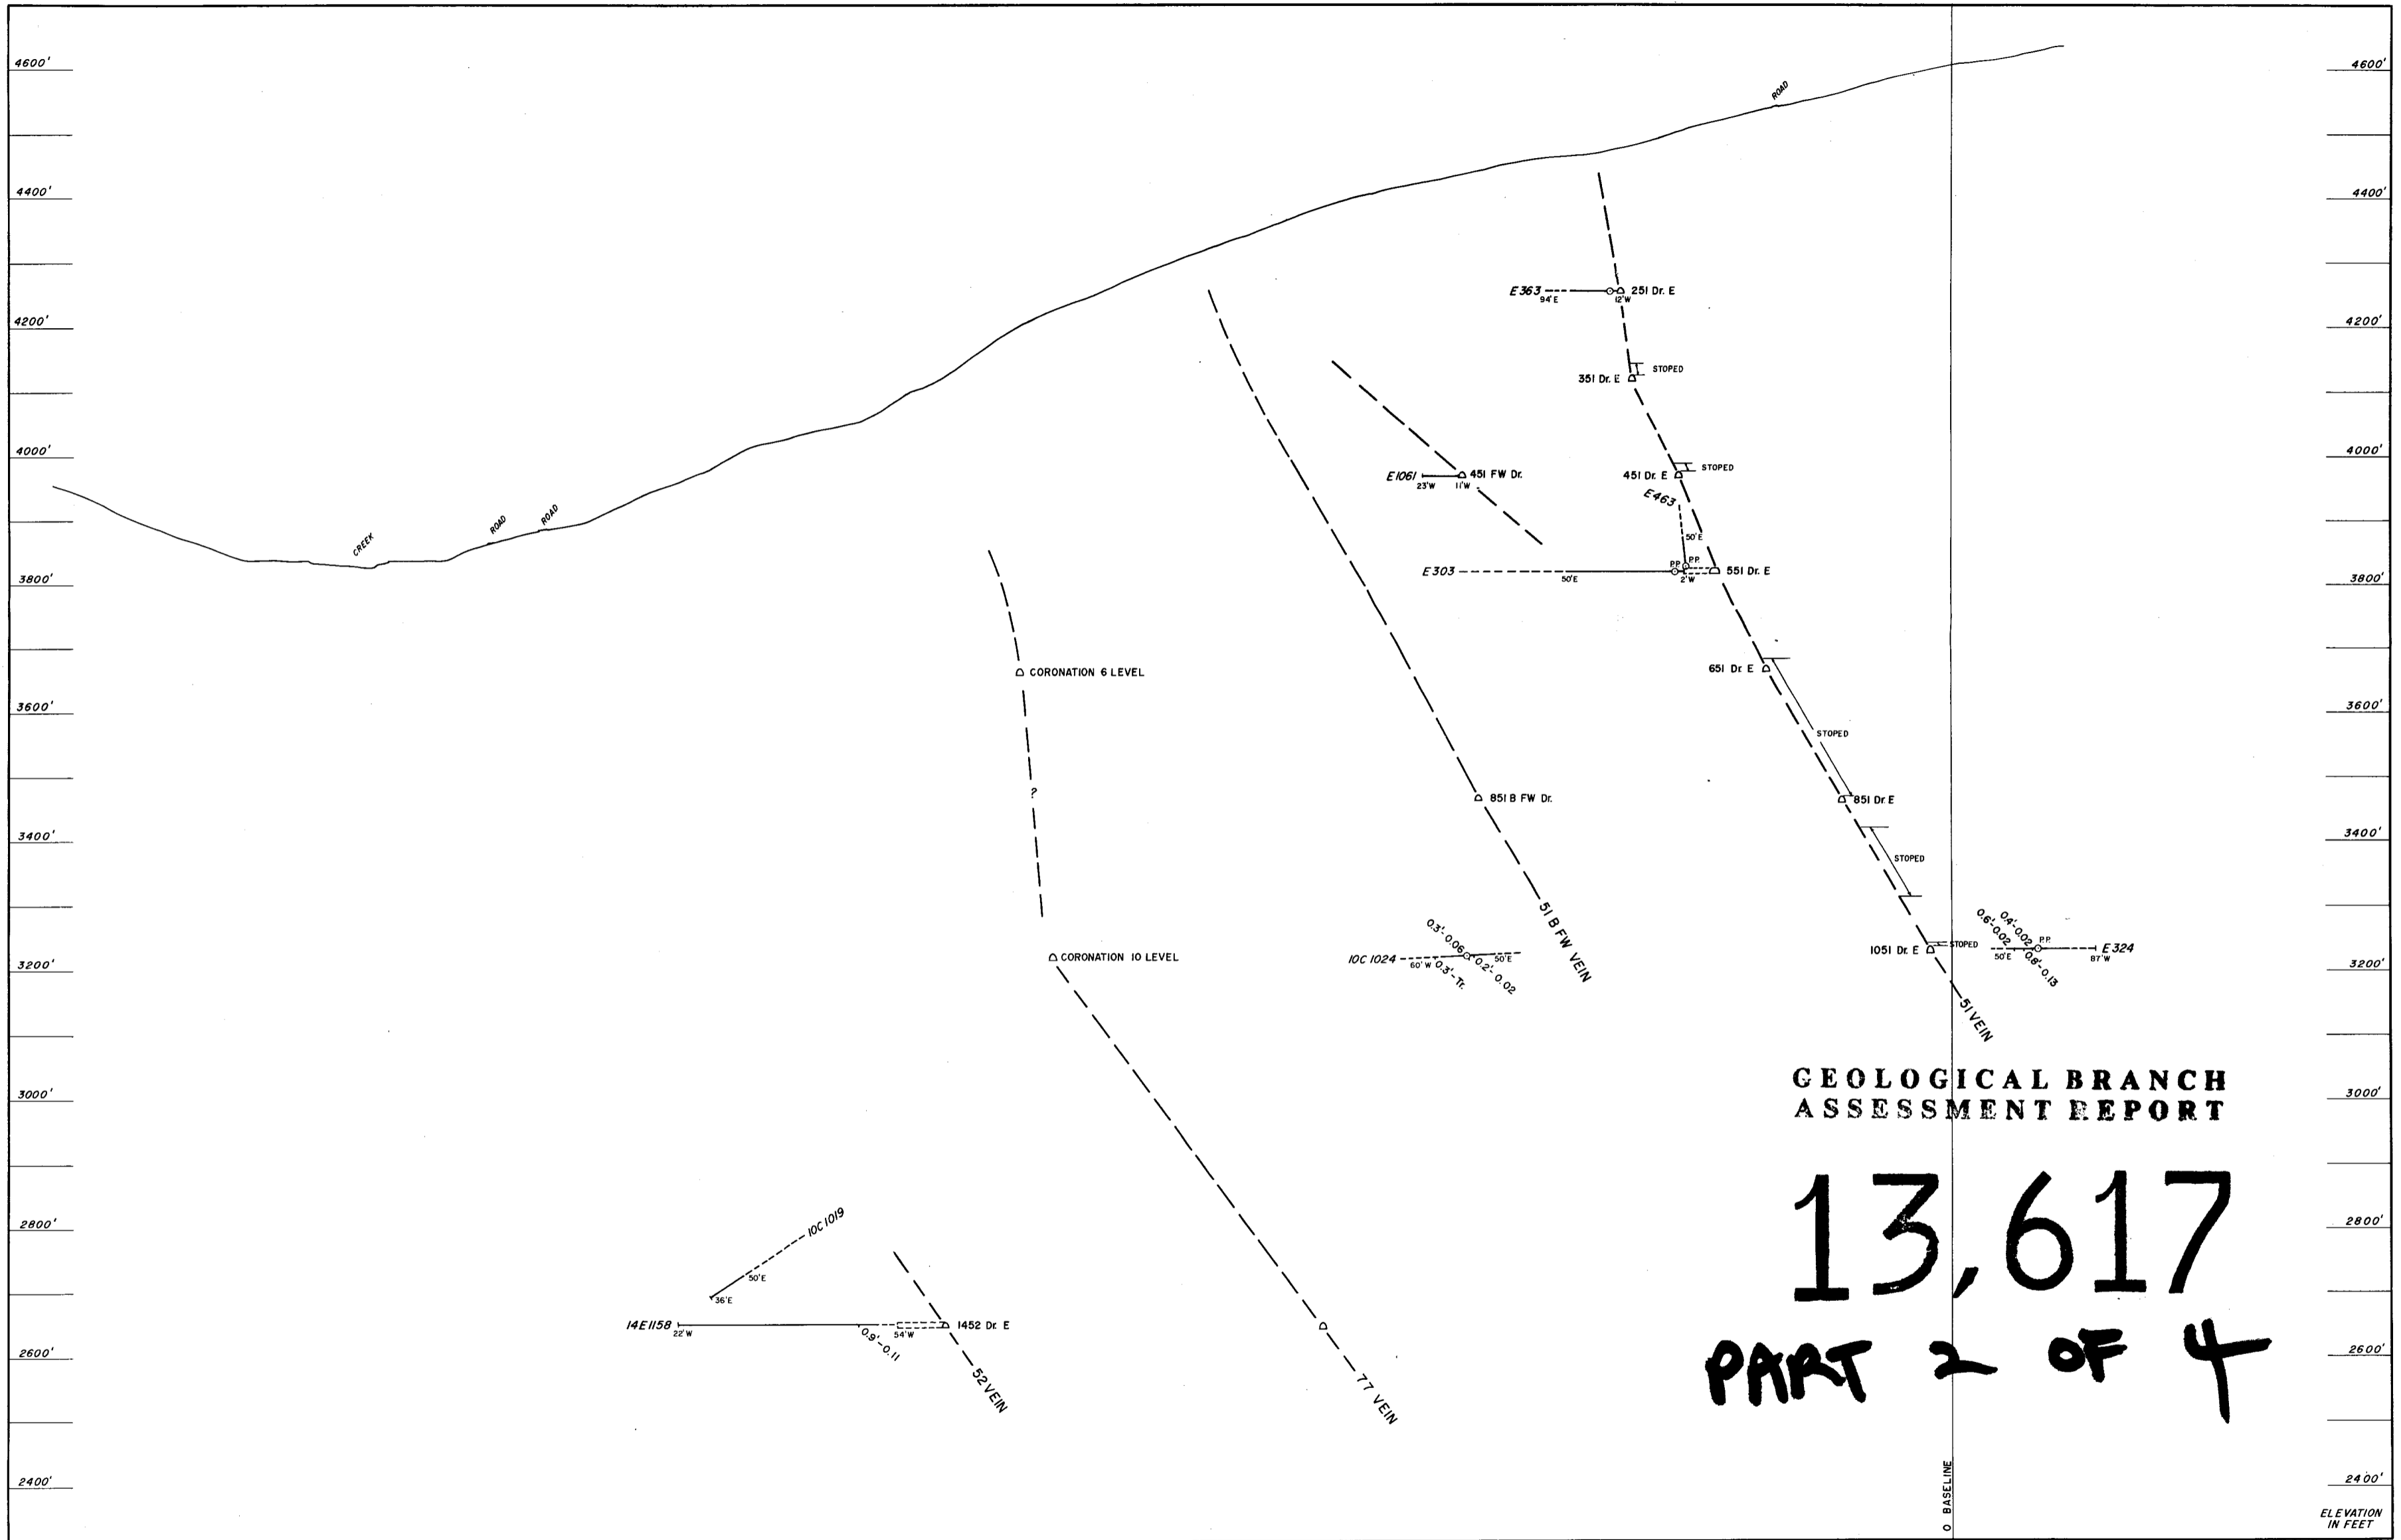 4600'
4600'
ROAD
4400'
4400'
E363
94'E
12'W
251 Dr. E
4200'
4200'
351 Dr. E
STOPED
4000'
4000'
E1061
23'W
11'W
451 FW Dr.
451 Dr. E
STOPED
E463
50'E
CREEK
ROAD
ROAD
P.P.
P.P.
E303
50'E
2'W
551 Dr. E
3800'
3800'
CORONATION 6 LEVEL
651 Dr. E
3600'
3600'
STOPED
?
851 B FW Dr.
851 Dr. E
3400'
3400'
STOPED
51 B FW VEIN
0.3'-0.06
10C 1024
60' W
0.3'-Tr.
50'E
0.2'-0.02
CORONATION 10 LEVEL
1051 Dr. E
STOPED
0.6'-0.02
0.4'-0.02
P.P.
E324
50'E
0.8'-0.13
87'W
3200'
3200'
51 VEIN
GEOLOGICAL BRANCH
ASSESSMENT REPORT
3000'
3000'
13,617
PART 2 OF 4
2800'
2800'
10C 1019
50'E
36'E
14E1158
22'W
0.9'-0.11
54'W
1452 Dr. E
2600'
2600'
52 VEIN
77 VEIN
2400'
2400'
O BASELINE
ELEVATION
IN FEET